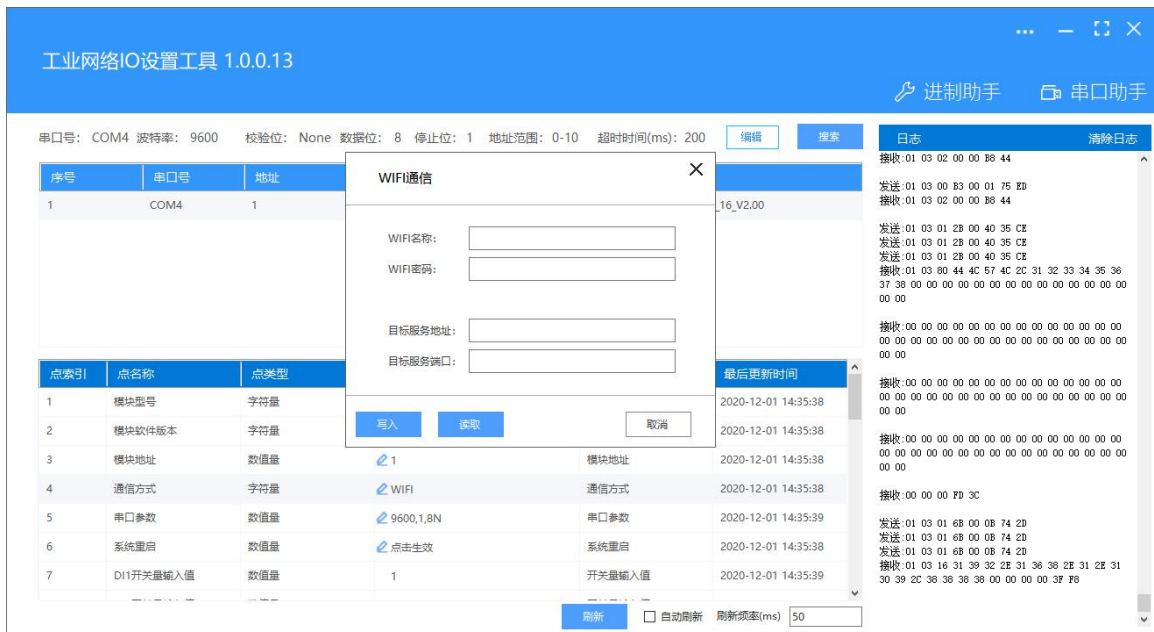 工业网络IO设置工具 1.0.0.13
进制助手 串口助手
串口号: COM4 波特率: 9600 校验位: None 数据位: 8 停止位: 1 地址范围: 0-10 超时时间(ms): 200 编辑 搜索
序号 串口号 地址
1 COM4 1 _16_V2.00
WIFI通信
WIFI名称:
WIFI密码:
目标服务地址:
目标服务端口:
写入 读取 取消
点索引 点名称 点类型 最后更新时间
1 模块型号 字符量 2020-12-01 14:35:38
2 模块软件版本 字符量 2020-12-01 14:35:38
3 模块地址 数值量 1 模块地址 2020-12-01 14:35:38
4 通信方式 字符量 WIFI 通信方式 2020-12-01 14:35:38
5 串口参数 数值量 9600,1,8N 串口参数 2020-12-01 14:35:39
6 系统重启 数值量 点击生效 系统重启 2020-12-01 14:35:38
7 DI1开关量输入值 数值量 1 开关量输入值 2020-12-01 14:35:39
刷新 自动刷新 刷新频率(ms) 50
日志 清除日志
接收:01 03 02 00 00 B8 44
发送:01 03 00 B3 00 01 75 ED
接收:01 03 02 00 00 B8 44
发送:01 03 01 2B 00 40 35 CE
发送:01 03 01 2B 00 40 35 CE
发送:01 03 01 2B 00 40 35 CE
接收:01 03 80 44 4C 57 4C 2C 31 32 33 34 35 36
37 38 00 00 00 00 00 00 00 00 00 00 00 00 00 00
00 00
接收:00 00 00 00 00 00 00 00 00 00 00 00 00 00
00 00 00 00 00 00 00 00 00 00 00 00 00 00 00 00
00 00
接收:00 00 00 00 00 00 00 00 00 00 00 00 00 00
00 00 00 00 00 00 00 00 00 00 00 00 00 00 00 00
00 00
接收:00 00 00 00 00 00 00 00 00 00 00 00 00 00
00 00 00 00 00 00 00 00 00 00 00 00 00 00 00 00
00 00
接收:00 00 00 FD 3C
发送:01 03 01 6B 00 0B 74 2D
发送:01 03 01 6B 00 0B 74 2D
发送:01 03 01 6B 00 0B 74 2D
接收:01 03 16 31 39 32 2E 31 36 38 2E 31 2E 31
30 39 2C 38 38 38 38 00 00 00 00 3F F8